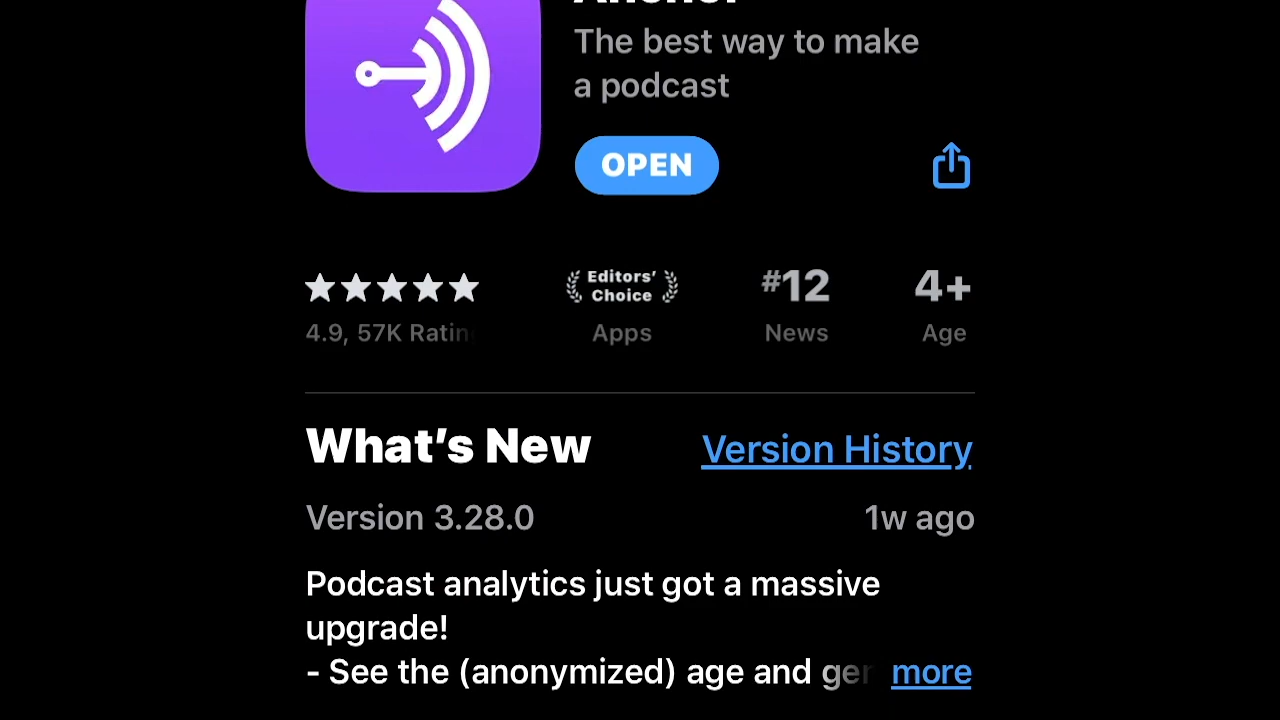 The best way to make
a podcast
OPEN
Editors’
Choice
#12
4+
4.9, 57K
Apps
News
Age
What’s New
Version History
Version 3.28.0
1w ago
Podcast analytics just got a massive
upgrade!
- See the (anonymized) age and
more